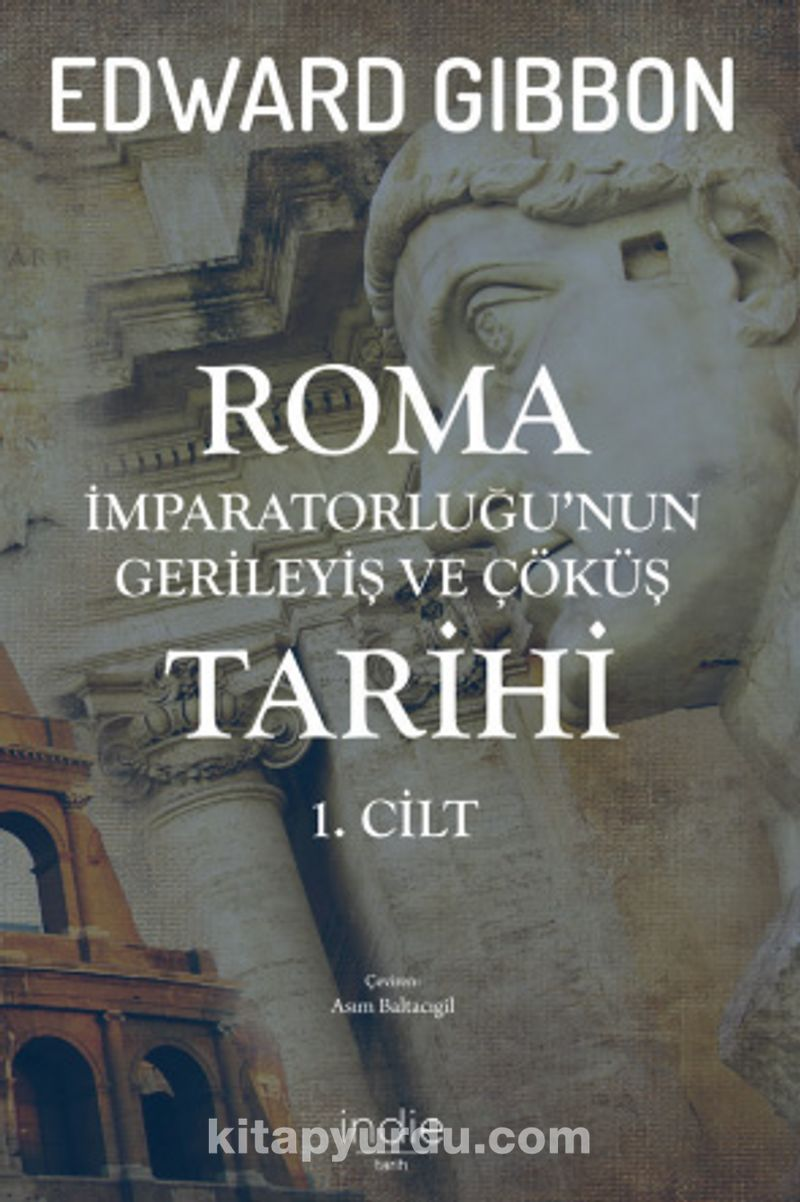 EDWARD GIBBON
ROMA
İMPARATORLUĞU'NUN
GERİLEYİŞ VE ÇÖKÜŞ
TARİHİ
1. CİLT
Çeviren:
Asım Baltacıgil
indie
kitapyurdu.com
tarih